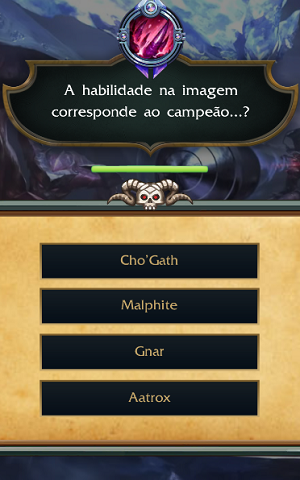 A habilidade na imagem
corresponde ao campeão...?
Cho'Gath
Malphite
Gnar
Aatrox